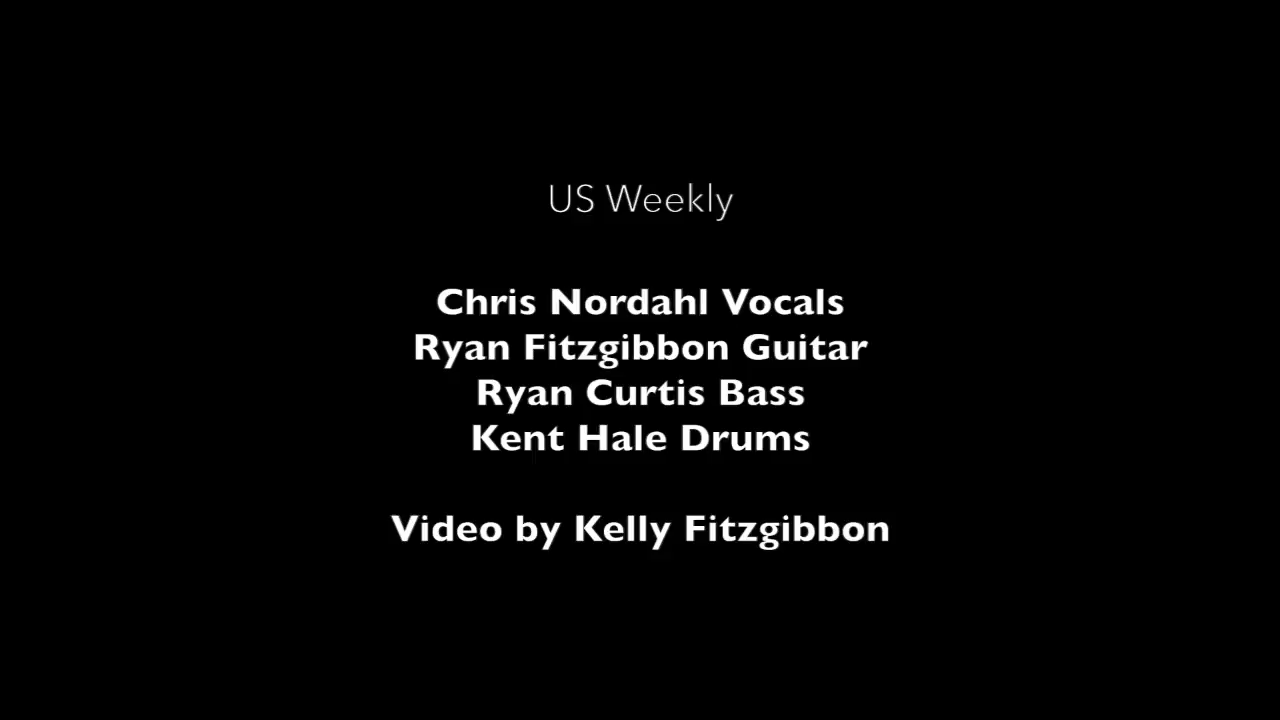 US Weekly
Chris Nordahl Vocals
Ryan Fitzgibbon Guitar
Ryan Curtis Bass
Kent Hale Drums
Video by Kelly Fitzgibbon